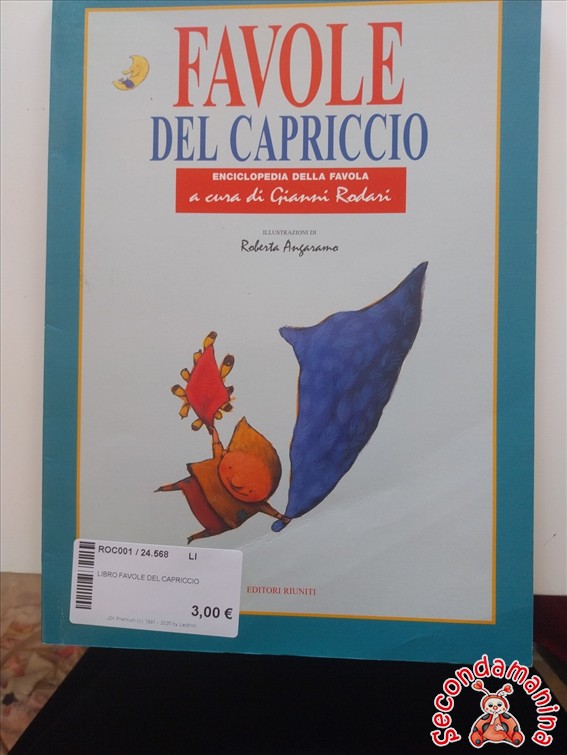 FAVOLE
DEL CAPRICCIO
ENCICLOPEDIA DELLA FAVOLA
a cura di Gianni Rodari
ILLUSTRAZIONI DI
Roberta Angaramo
EDITORI RIUNITI
ROC001 / 24.568 LI
LIBRO FAVOLE DEL CAPRICCIO
3,00 €
Secondamanina